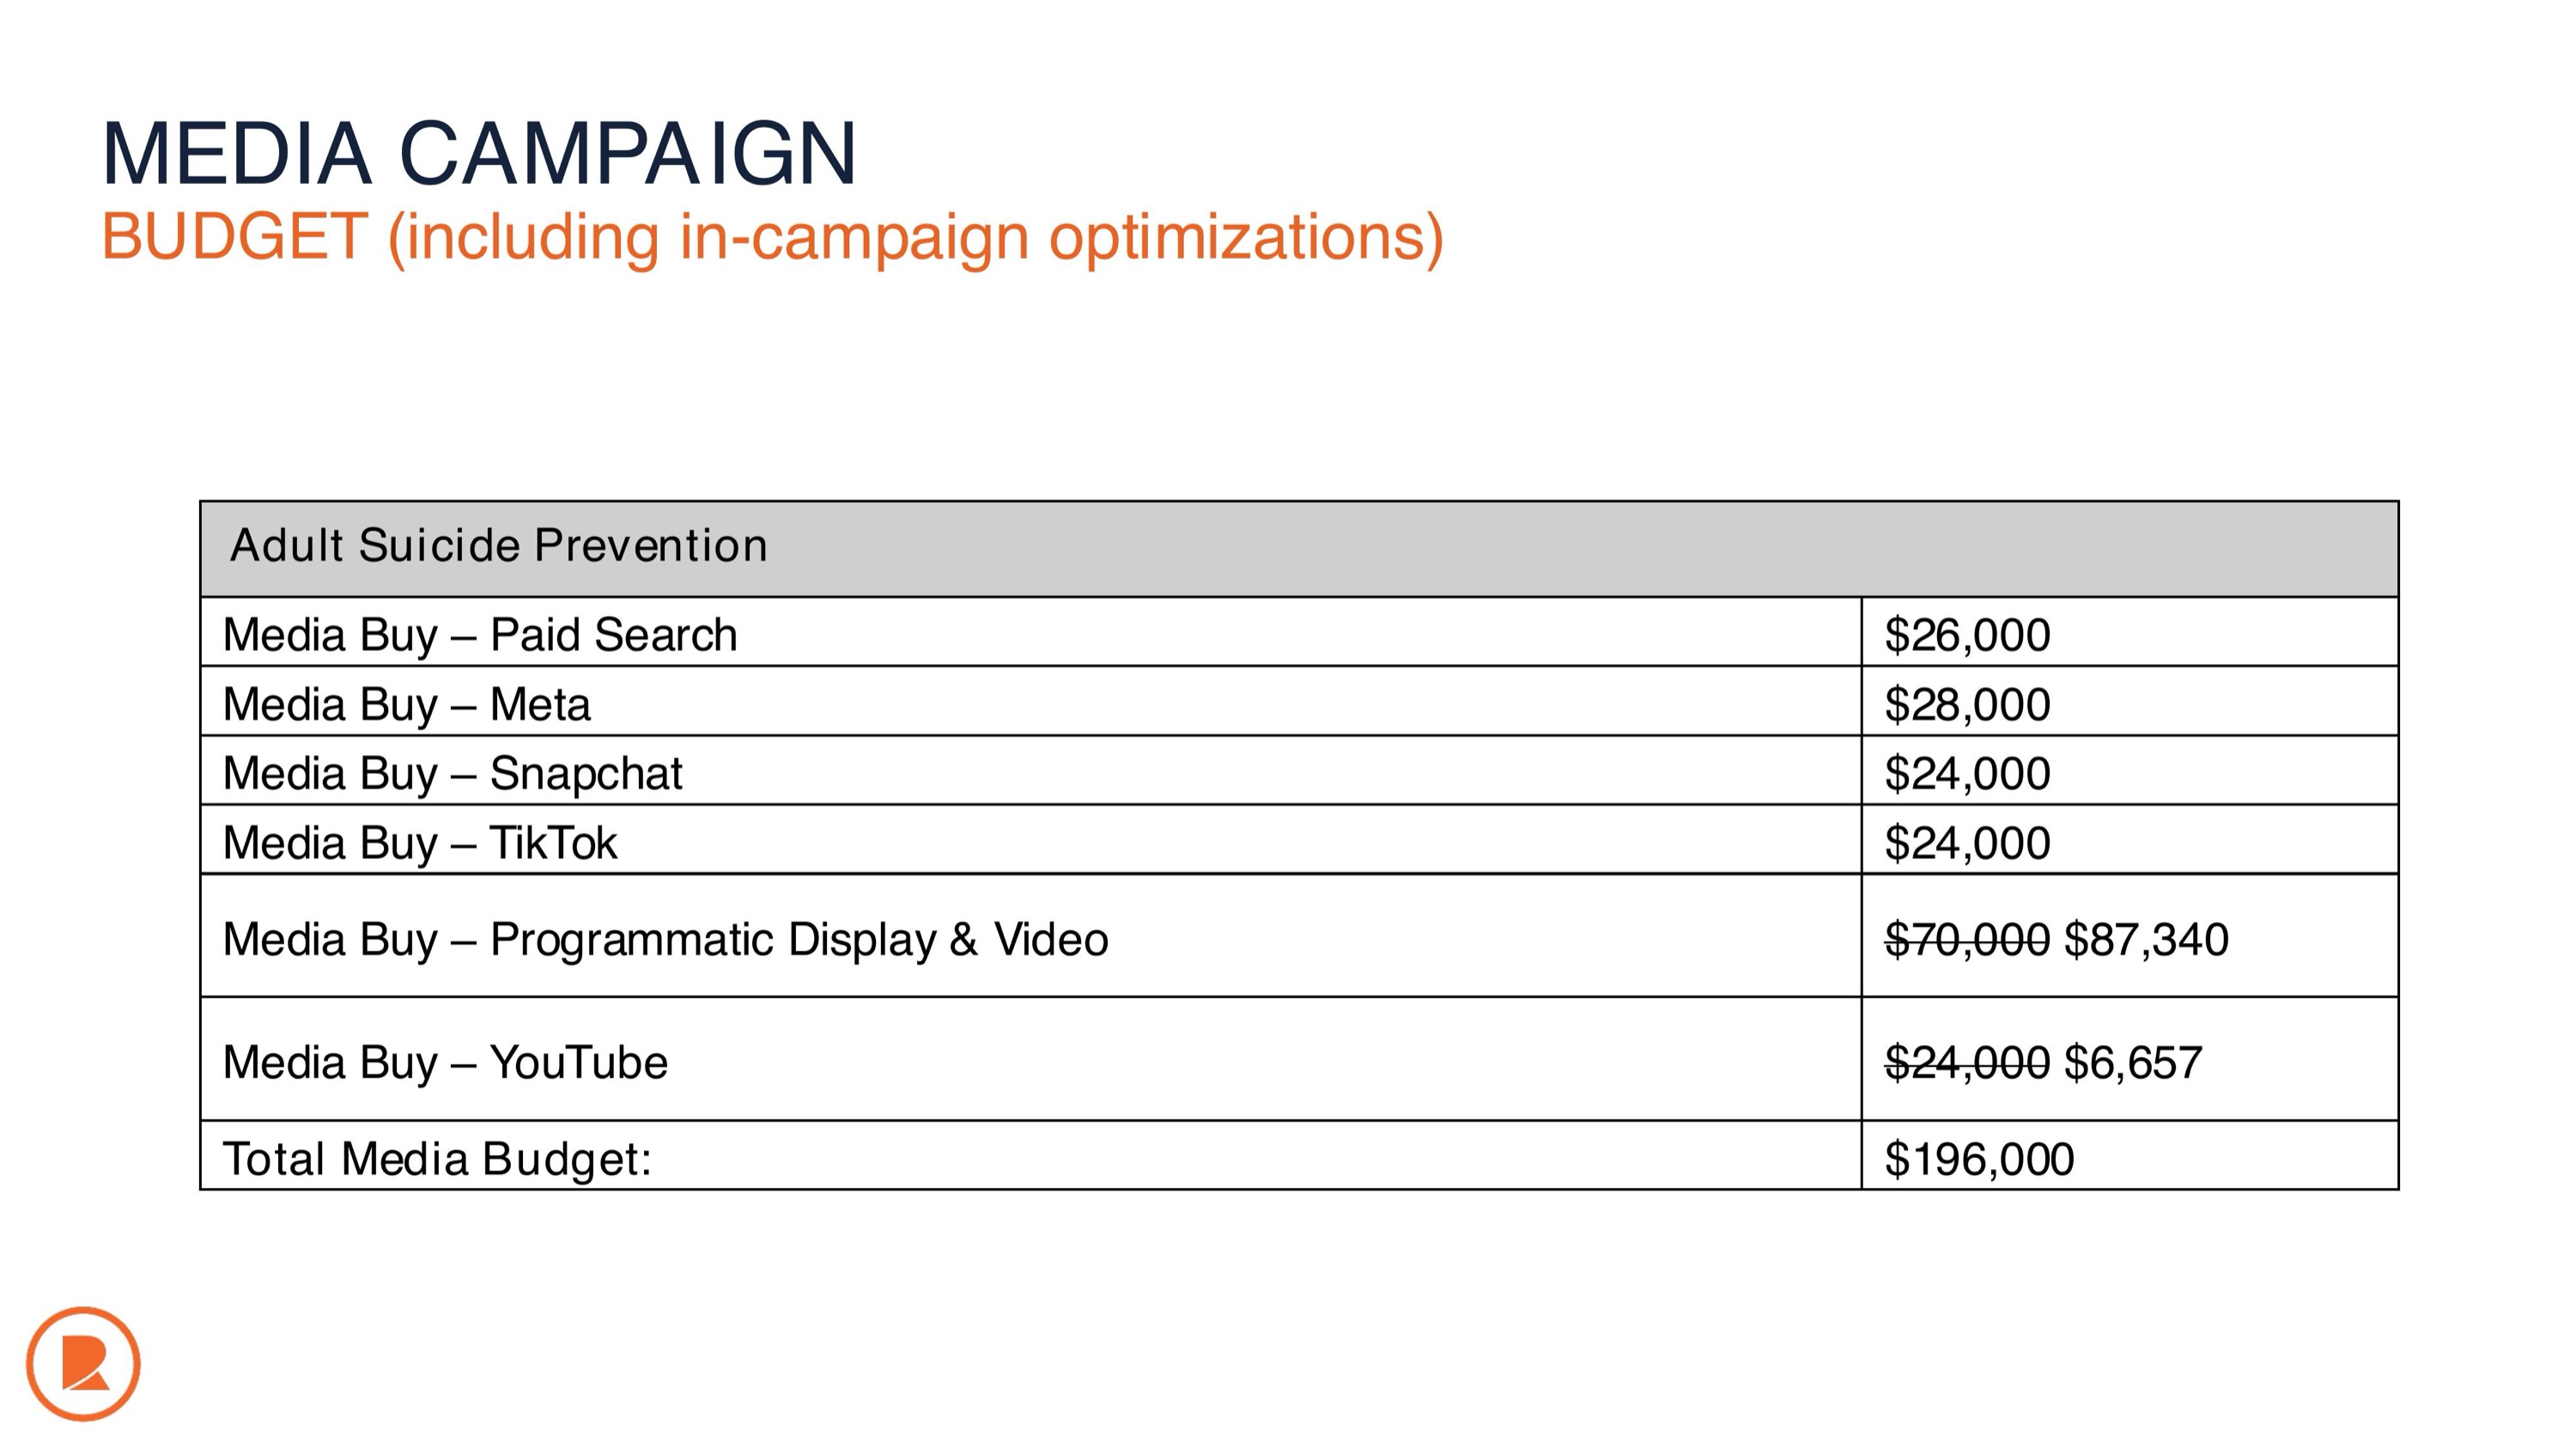 MEDIA CAMPAIGN
BUDGET (including in-campaign optimizations)
Adult Suicide Prevention
Media Buy – Paid Search $26,000
Media Buy – Meta $28,000
Media Buy – Snapchat $24,000
Media Buy – TikTok $24,000
Media Buy – Programmatic Display & Video $70,000 $87,340
Media Buy – YouTube $24,000 $6,657
Total Media Budget: $196,000
R